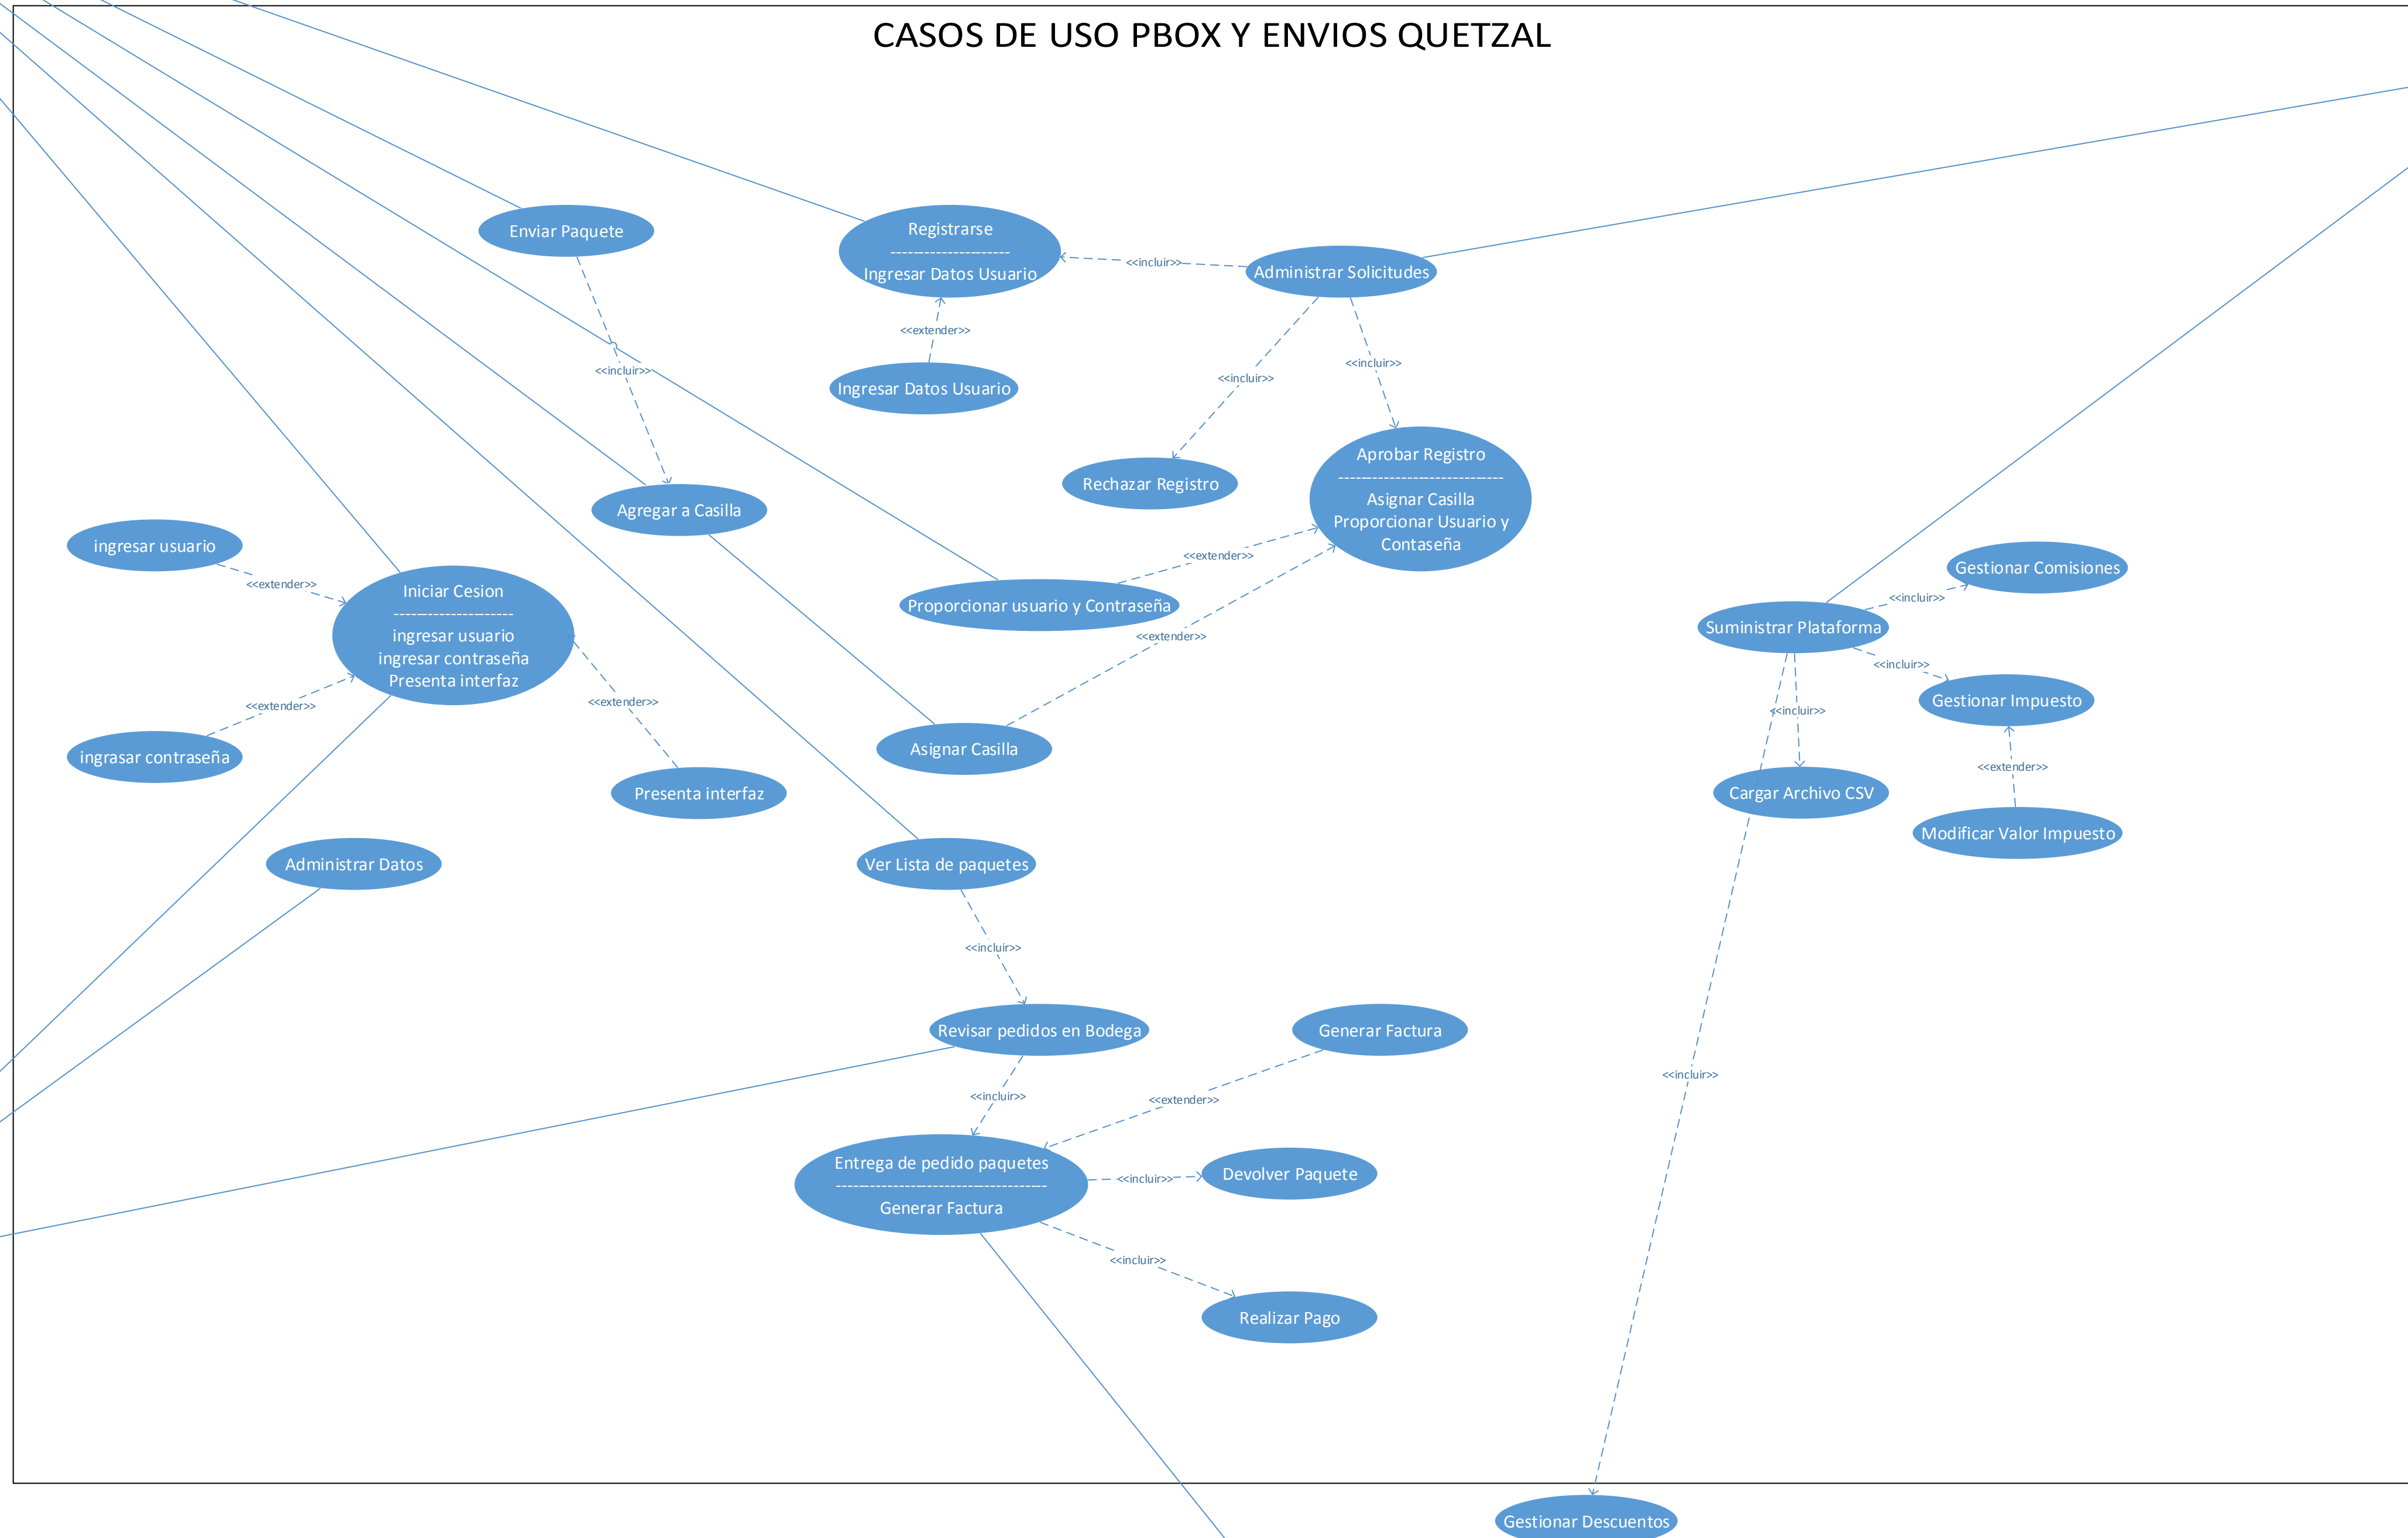 CASOS DE USO PBOX Y ENVIOS QUETZAL
Enviar Paquete
Registrarse
---------------------
Ingresar Datos Usuario
<<incluir>>
Administrar Solicitudes
<<extender>>
<<incluir>>
<<incluir>>
<<incluir>>
Ingresar Datos Usuario
Rechazar Registro
Aprobar Registro
-----------------------------
Asignar Casilla
Proporcionar Usuario y
Contaseña
Agregar a Casilla
ingresar usuario
<<extender>>
Iniciar Cesion
---------------------
ingresar usuario
ingresar contraseña
Presenta interfaz
<<extender>>
ingrasar contraseña
<<extender>>
Presenta interfaz
<<extender>>
Proporcionar usuario y Contraseña
<<extender>>
Asignar Casilla
Gestionar Comisiones
<<incluir>>
Suministrar Plataforma
<<incluir>>
Gestionar Impuesto
<<incluir>>
<<extender>>
Cargar Archivo CSV
Modificar Valor Impuesto
Administrar Datos
Ver Lista de paquetes
<<incluir>>
Revisar pedidos en Bodega
Generar Factura
<<incluir>>
<<extender>>
<<incluir>>
Entrega de pedido paquetes
-------------------------------------
Generar Factura
<<incluir>>
Devolver Paquete
<<incluir>>
Realizar Pago
Gestionar Descuentos